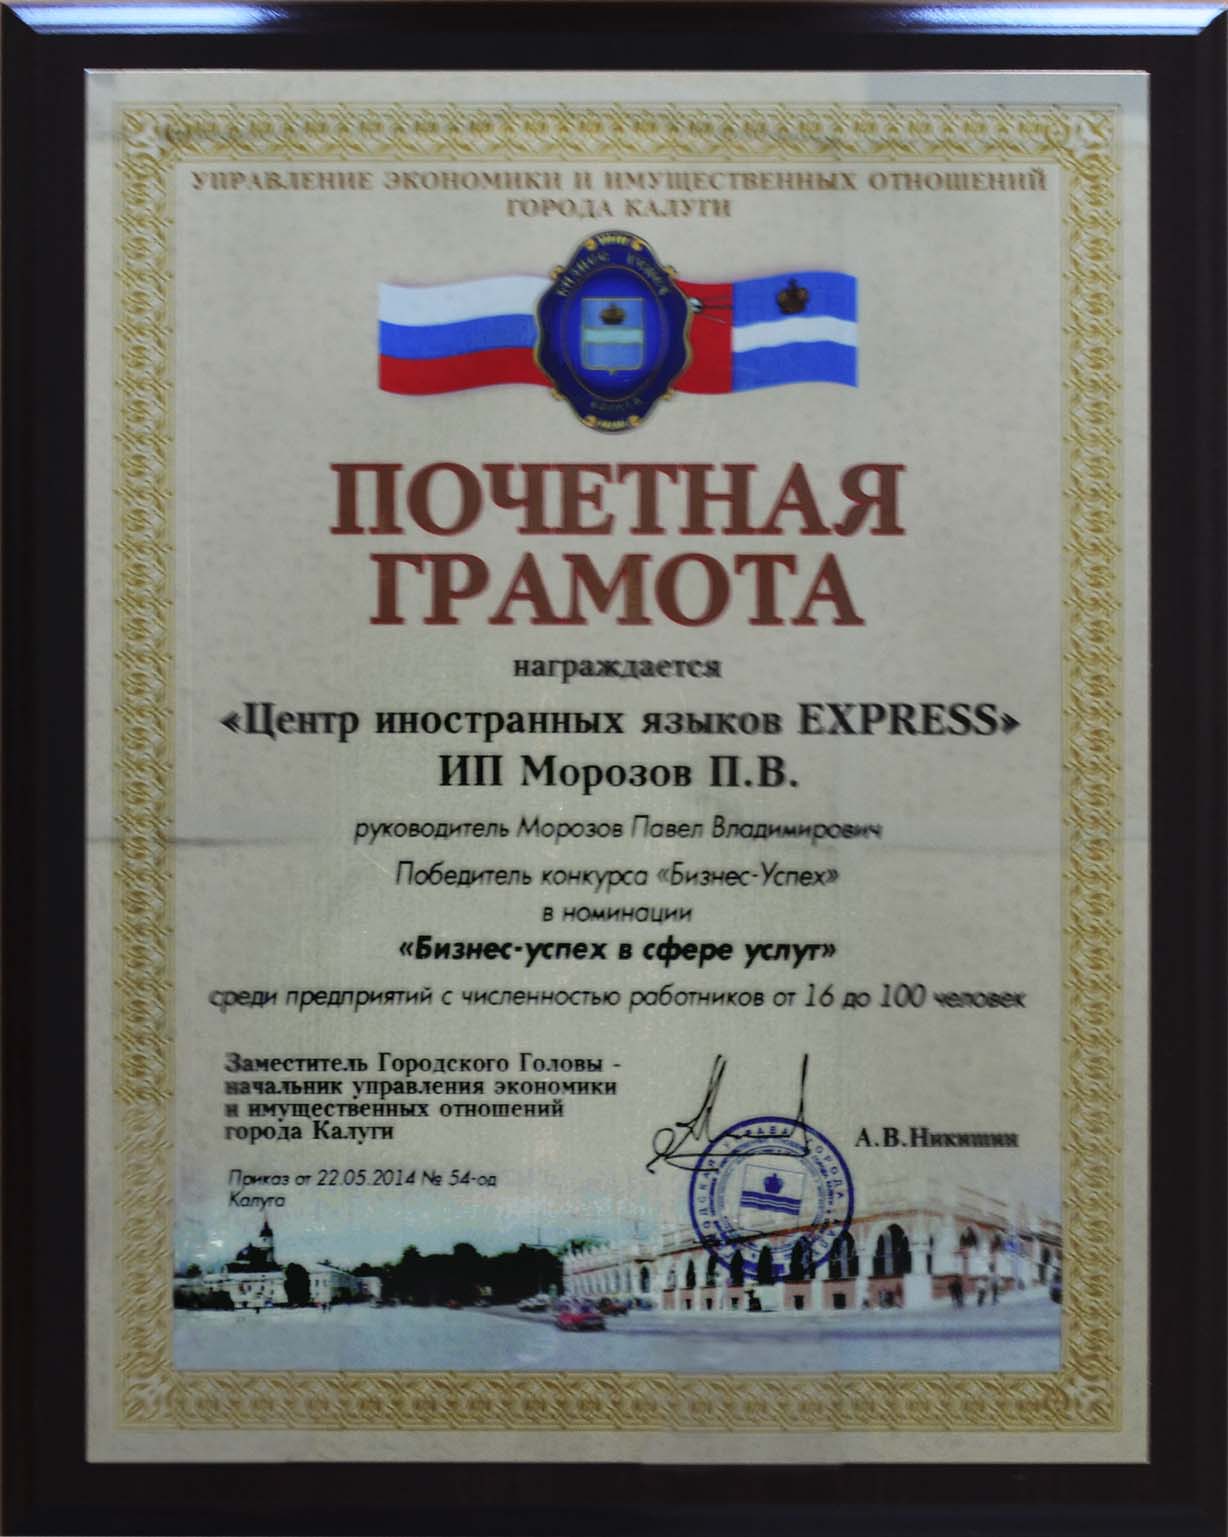 УПРАВЛЕНИЕ ЭКОНОМИКИ И ИМУЩЕСТВЕННЫХ ОТНОШЕНИЙ
ГОРОДА КАЛУГИ
БИЗНЕС УСПЕХ
КАЛУГА
ПОЧЕТНАЯ
ГРАМОТА
награждается
«Центр иностранных языков EXPRESS»
ИП Морозов П.В.
руководитель Морозов Павел Владимирович
Победитель конкурса «Бизнес-Успех»
в номинации
«Бизнес-успех в сфере услуг»
среди предприятий с численностью работников от 16 до 100 человек
Заместитель Городского Головы -
начальник управления экономики
и имущественных отношений
города Калуги
А.В.Никишин
Приказ от 22.05.2014 № 54-од
Калуга